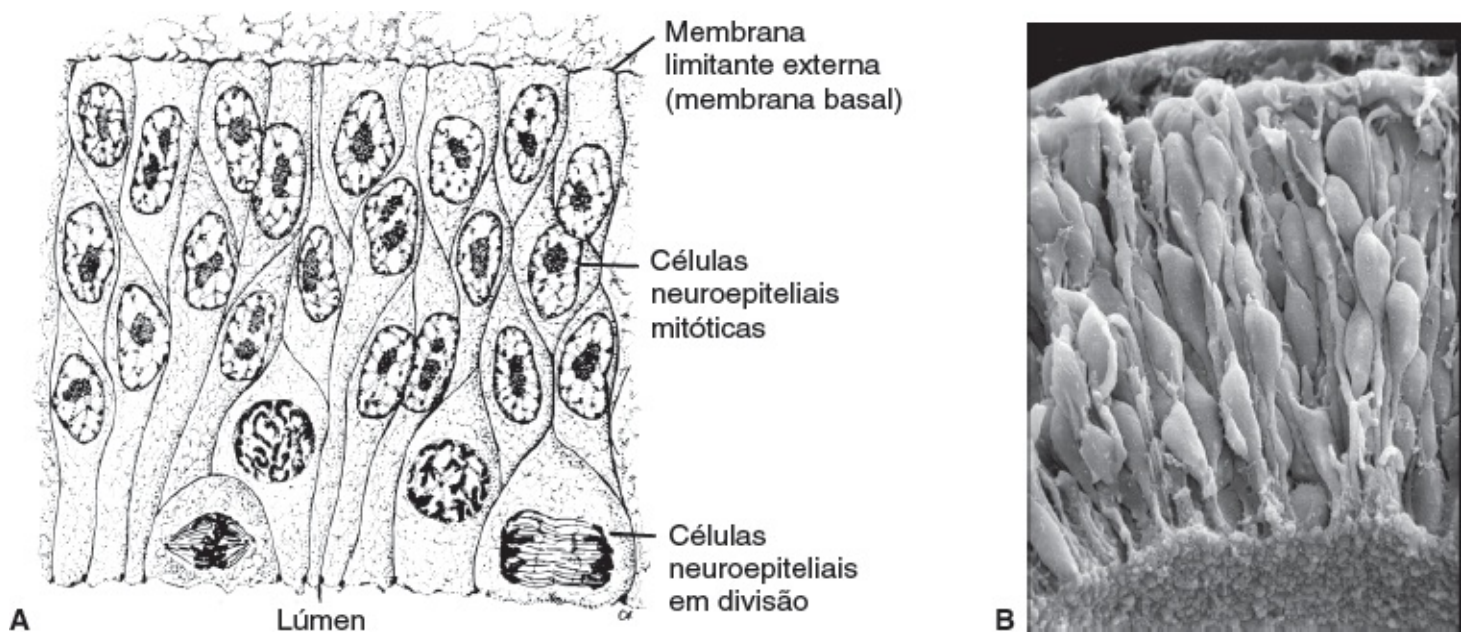 Membrana
limitante externa
(membrana basal)
Células
neuroepiteliais
mitóticas
Células
neuroepiteliais
em divisão
A
Lúmen
B